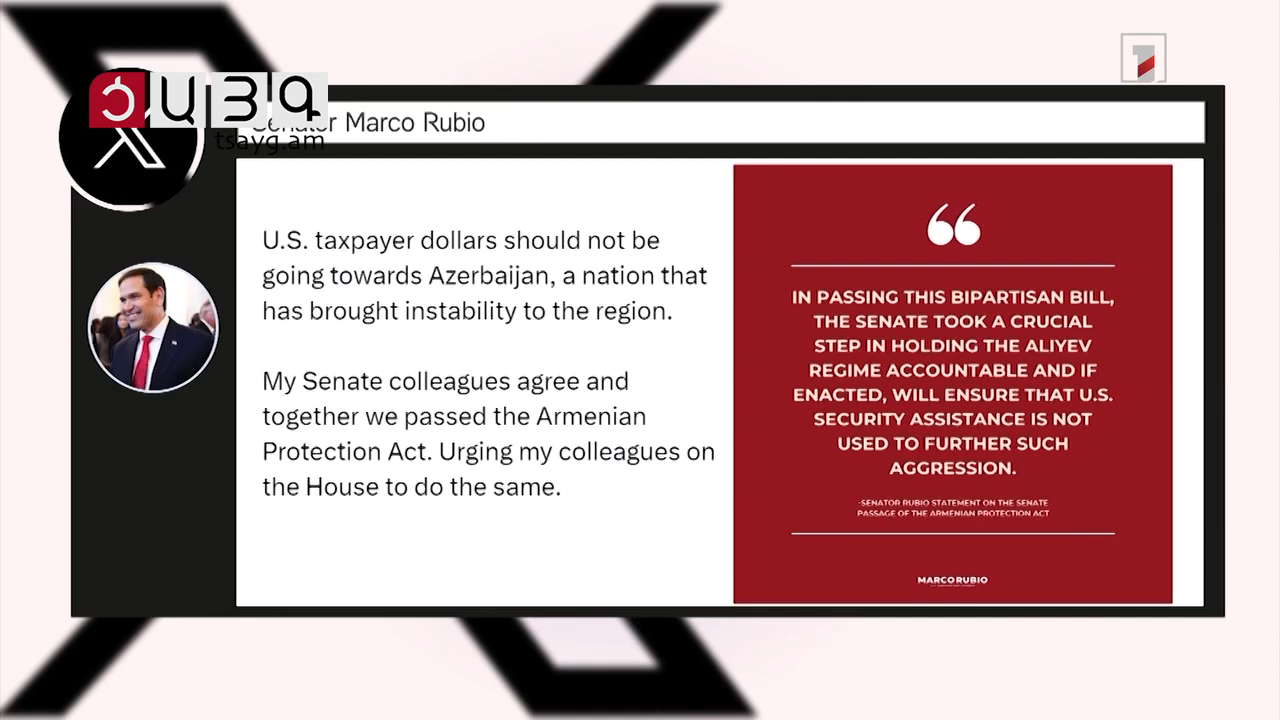 ՑԱՅԳ
tsayg.am
1
Senator Marco Rubio
U.S. taxpayer dollars should not be
going towards Azerbaijan, a nation that
has brought instability to the region.
My Senate colleagues agree and
together we passed the Armenian
Protection Act. Urging my colleagues on
the House to do the same.
“
IN PASSING THIS BIPARTISAN BILL,
THE SENATE TOOK A CRUCIAL
STEP IN HOLDING THE ALIYEV
REGIME ACCOUNTABLE AND IF
ENACTED, WILL ENSURE THAT U.S.
SECURITY ASSISTANCE IS NOT
USED TO FURTHER SUCH
AGGRESSION.
-SENATOR RUBIO STATEMENT ON THE SENATE
PASSAGE OF THE ARMENIAN PROTECTION ACT
MARCO RUBIO